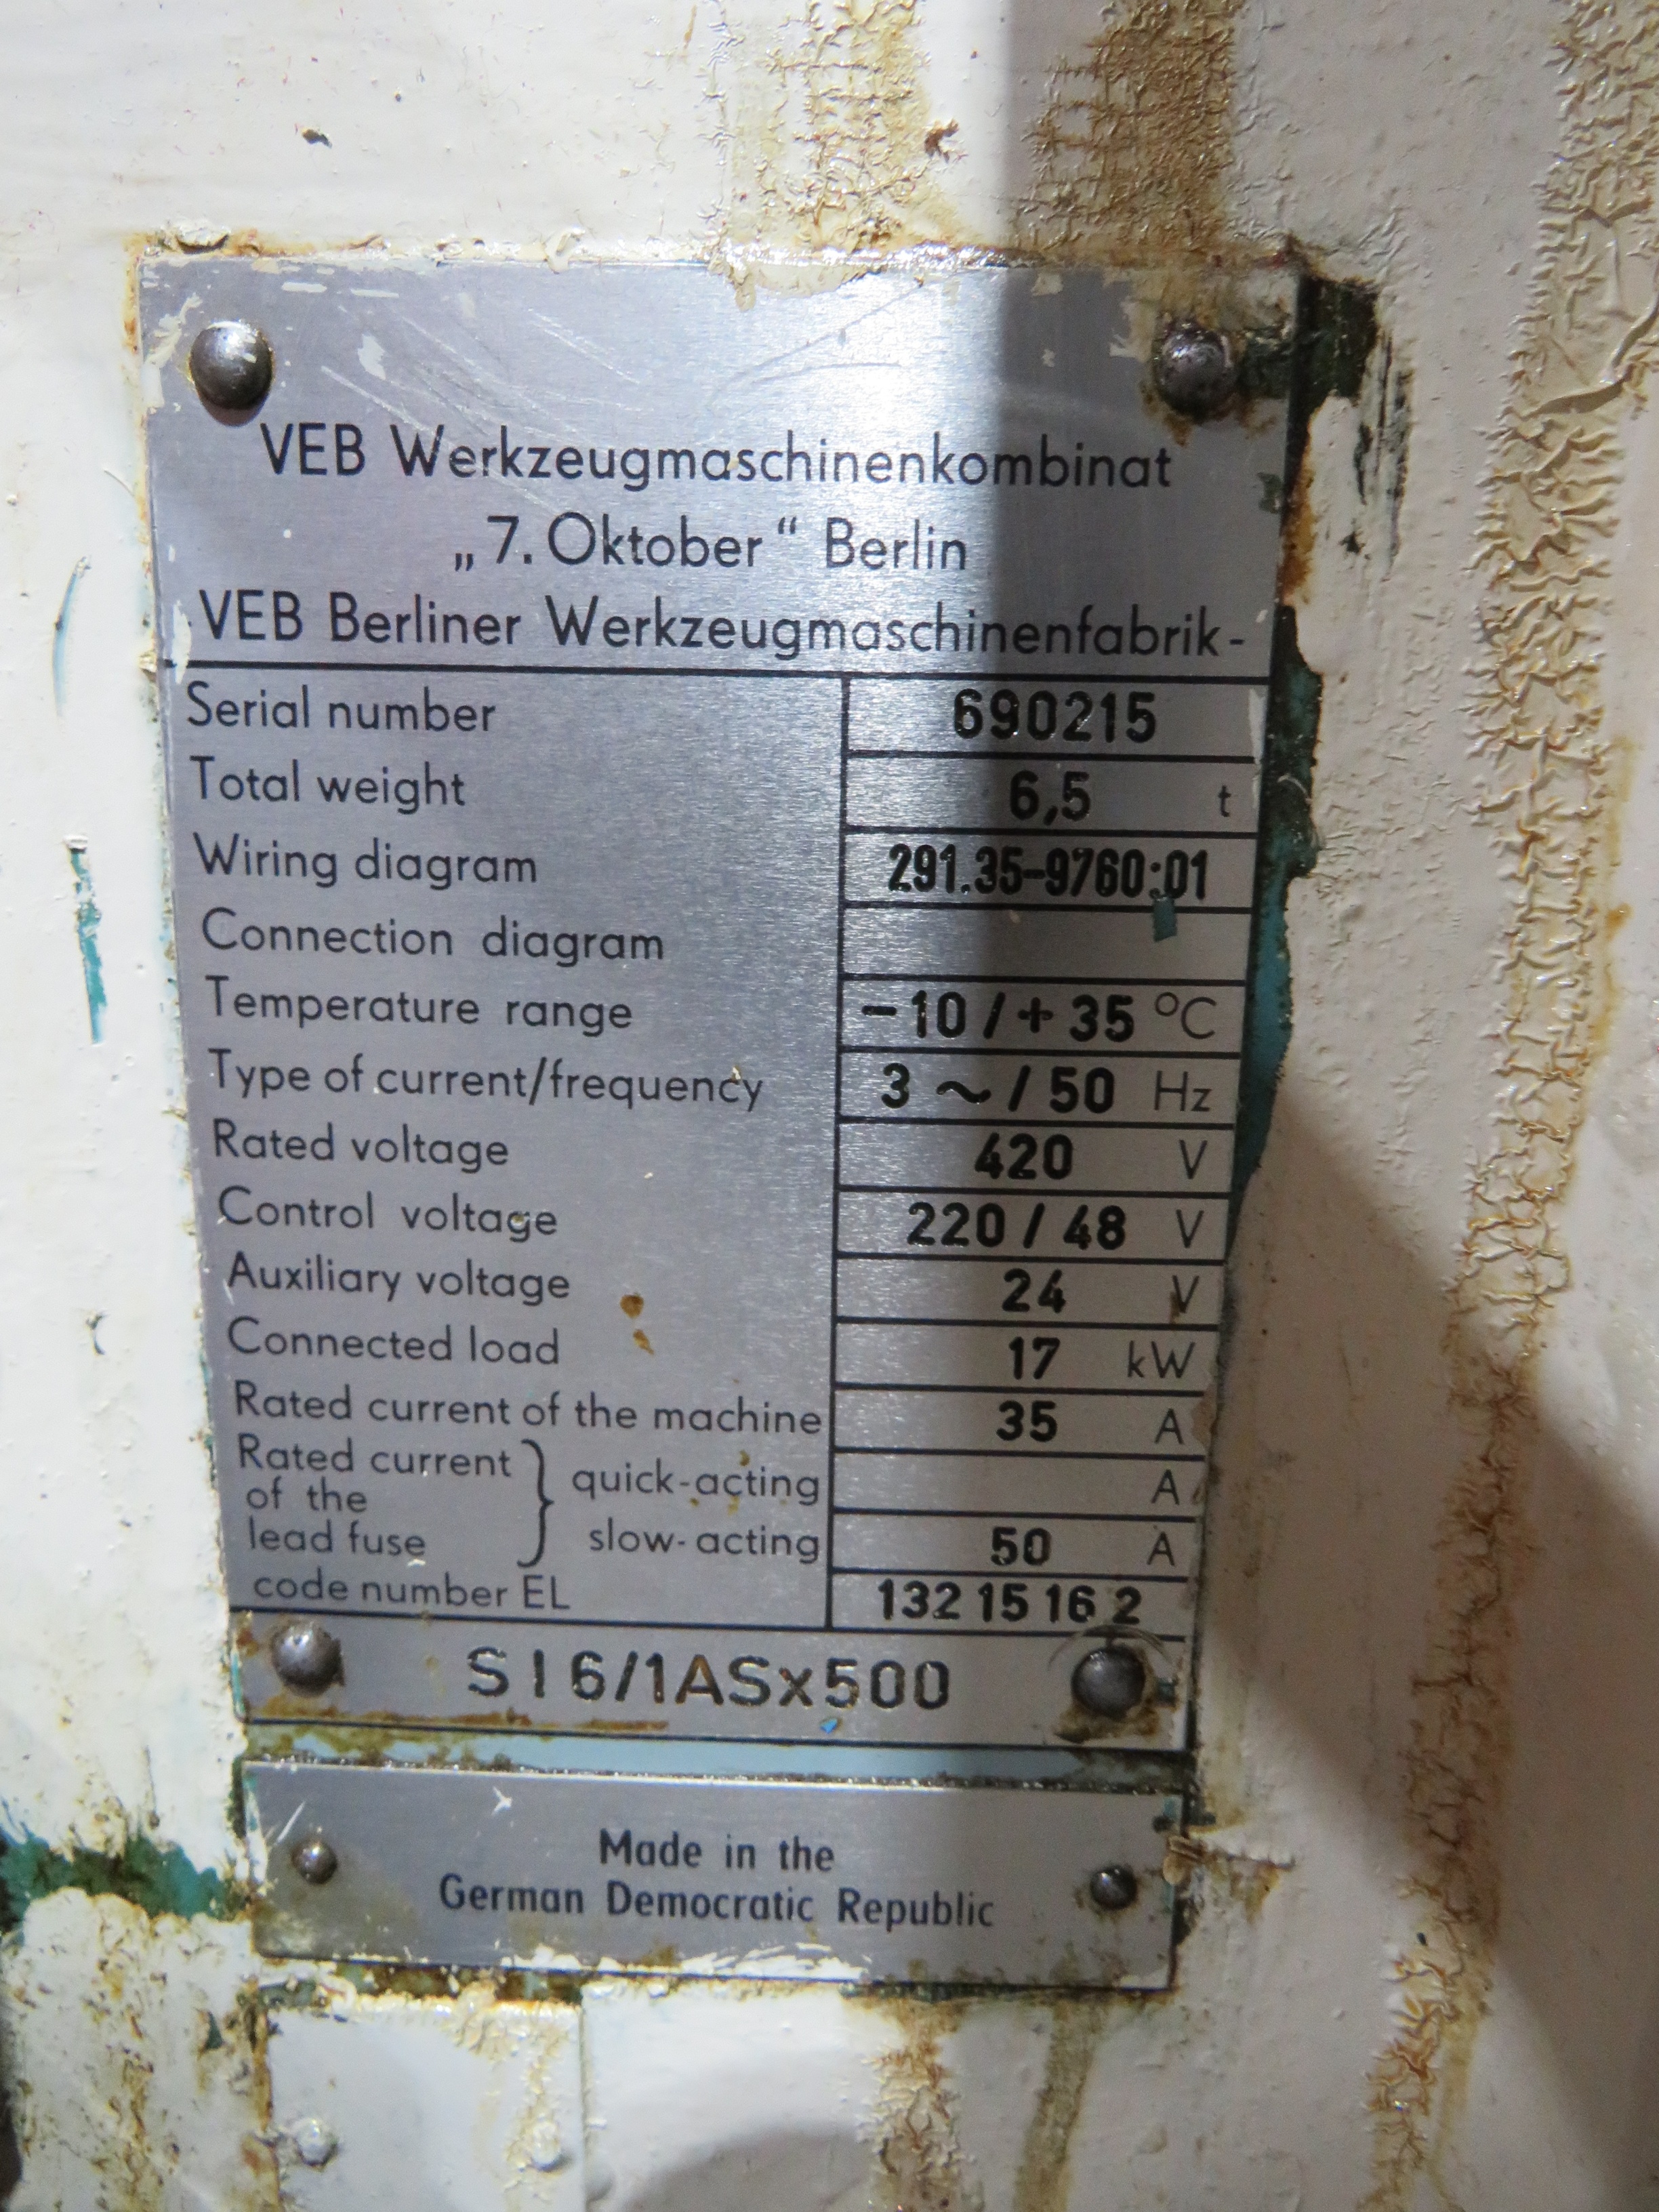 VEB Werkzeugmaschinenkombinat
„7. Oktober“ Berlin
VEB Berliner Werkzeugmaschinenfabrik-
Serial number 690215
Total weight 6,5 t
Wiring diagram 291.35-9760:01
Connection diagram
Temperature range -10 / + 35 °C
Type of current/frequency 3 ~ / 50 Hz
Rated voltage 420 V
Control voltage 220 / 48 V
Auxiliary voltage 24 V
Connected load 17 kW
Rated current of the machine 35 A
Rated current
of the
lead fuse
} quick-acting A
slow-acting 50 A
code number EL 132 15 16 2
S I 6/1ASx500
Made in the
German Democratic Republic